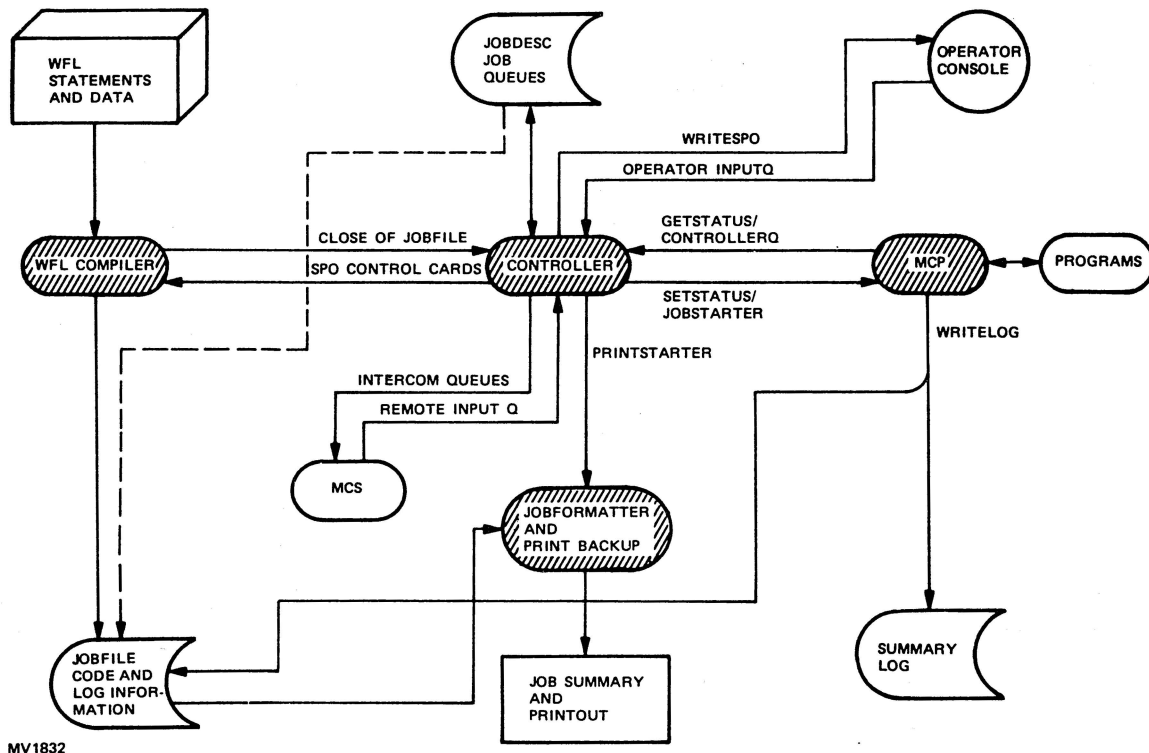 WFL
STATEMENTS
AND DATA
JOBDESC
JOB
QUEUES
OPERATOR
CONSOLE
WRITESPO
OPERATOR INPUTQ
CLOSE OF JOBFILE
GETSTATUS/
CONTROLLERQ
WFL COMPILER
SPO CONTROL CARDS
CONTROLLER
MCP
PROGRAMS
SETSTATUS/
JOBSTARTER
WRITELOG
PRINTSTARTER
INTERCOM QUEUES
REMOTE INPUT Q
MCS
JOBFORMATTER
AND
PRINT BACKUP
JOBFILE
CODE AND
LOG INFOR-
MATION
JOB SUMMARY
AND
PRINTOUT
SUMMARY
LOG
MV1832